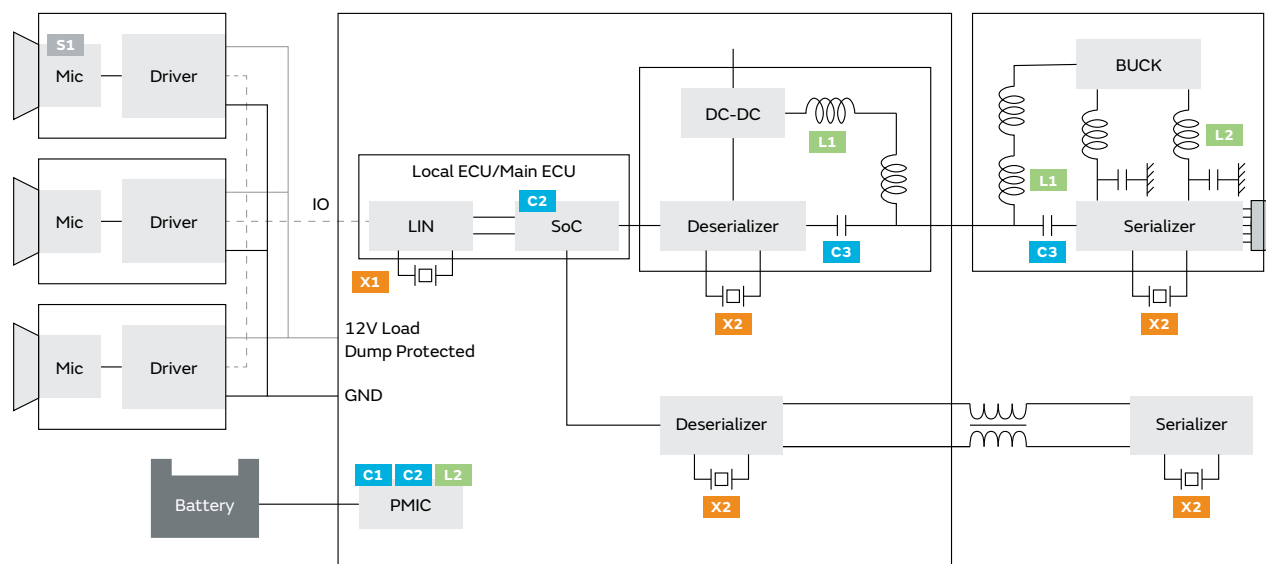 S1
Mic
Driver
Mic
Driver
Mic
Driver
IO
12V Load
Dump Protected
GND
Battery
C1
C2
L2
PMIC
Local ECU/Main ECU
LIN
C2
SoC
X1
DC-DC
L1
Deserializer
C3
X2
BUCK
L2
L1
C3
Serializer
X2
Deserializer
X2
Serializer
X2